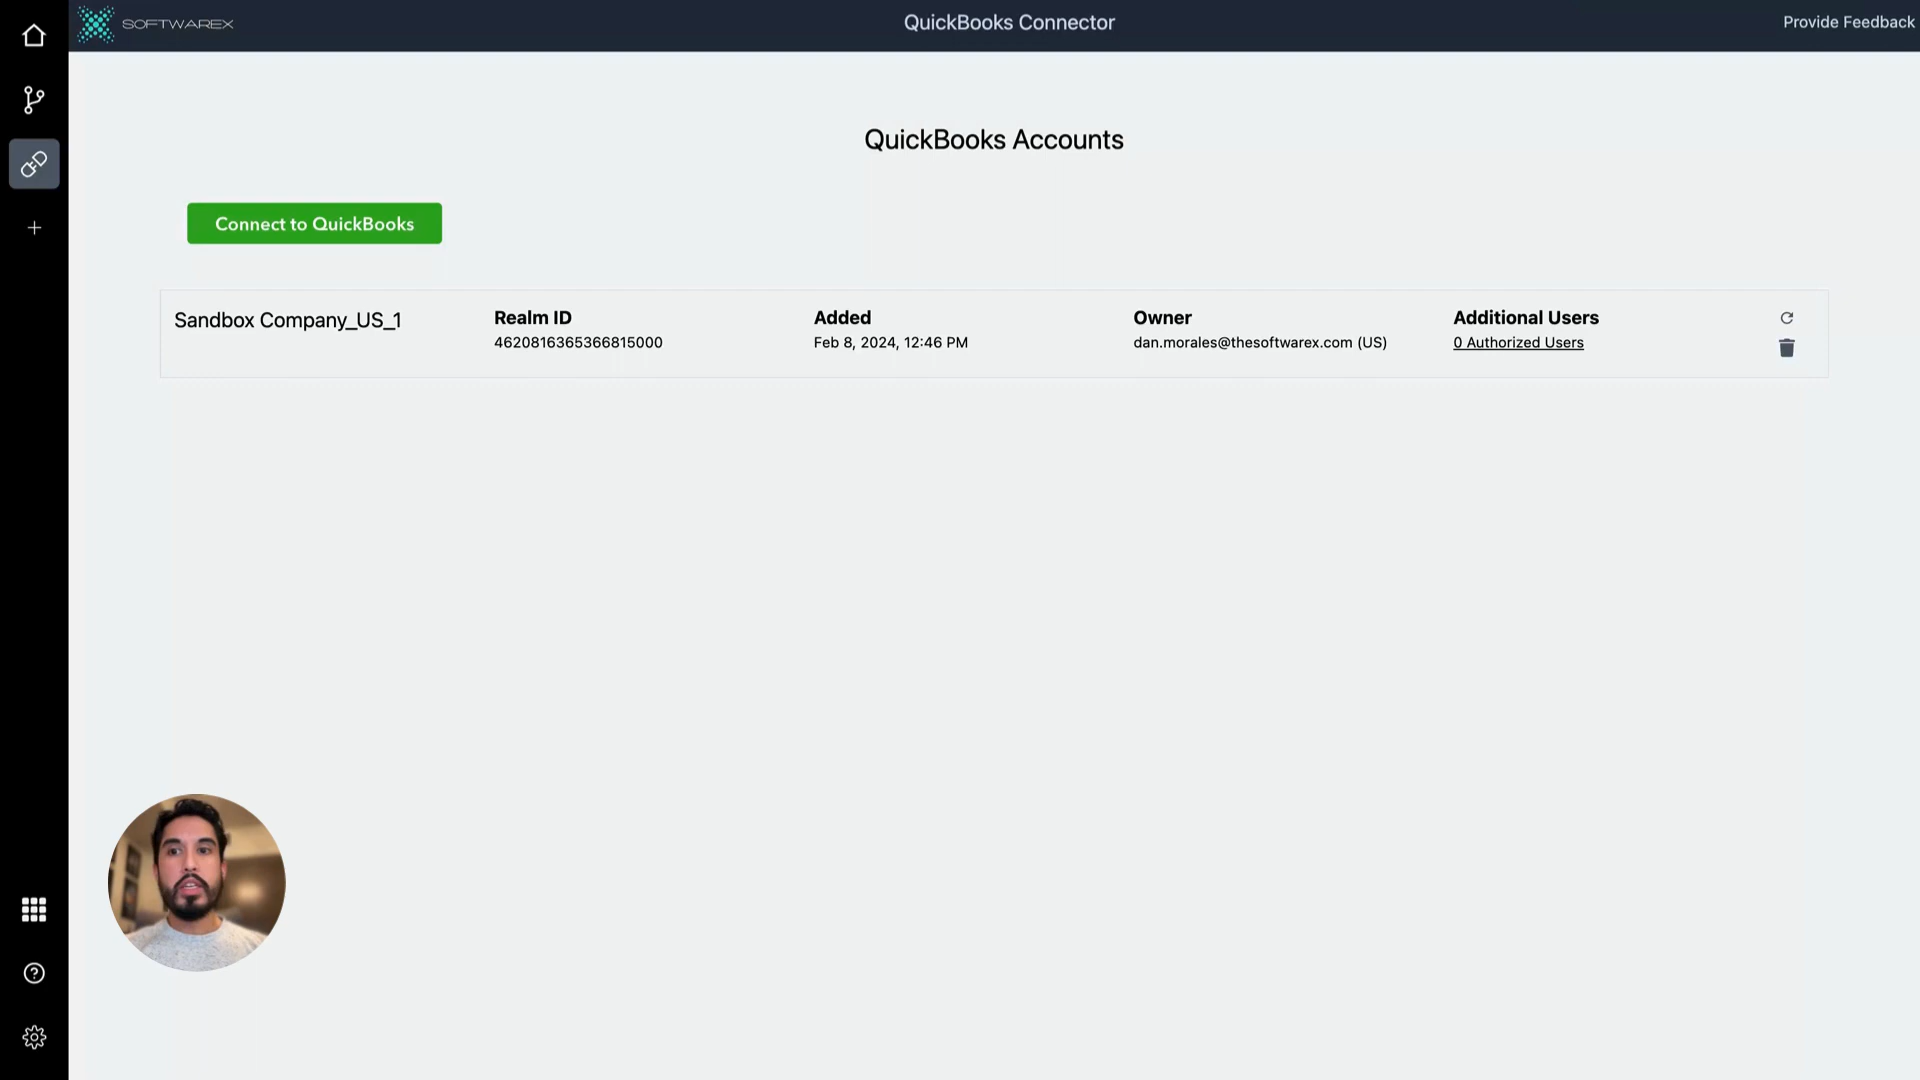 SOFTWAREX
QuickBooks Connector
Provide Feedback
QuickBooks Accounts
Connect to QuickBooks
Sandbox Company_US_1
Realm ID
4620816365366815000
Added
Feb 8, 2024, 12:46 PM
Owner
dan.morales@thesoftwarex.com (US)
Additional Users
0 Authorized Users